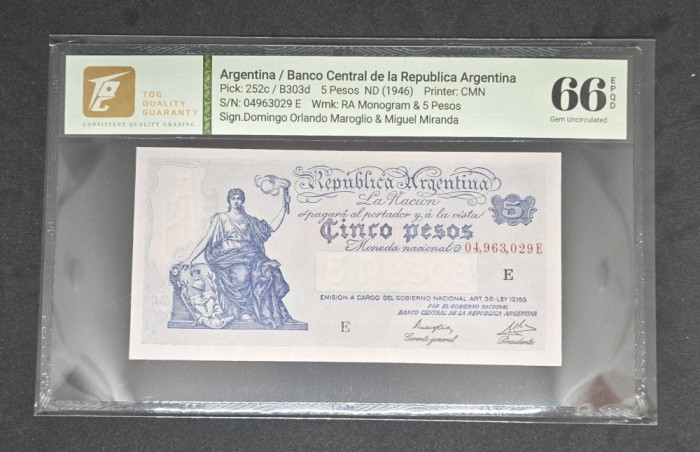 TQG
QUALITY
GUARANTY
CONSISTENT QUALITY GRADING
Argentina / Banco Central de la Republica Argentina
Pick: 252c / B303d 5 Pesos ND (1946) Printer: CMN
S/N: 04963029 E Wmk: RA Monogram & 5 Pesos
Sign.Domingo Orlando Maroglio & Miguel Miranda
66 EPQD
Gem Uncirculated
República Argentina
La Nación
pagará al portador y á la vista
5
Cinco pesos
Moneda nacional 04,963,029E
E
EMISION A CARGO DEL GOBIERNO NACIONAL ART. 36-LEY 12.155
POR EL GOBIERNO NACIONAL
BANCO CENTRAL DE LA REPUBLICA ARGENTINA
E
Gerente general
Presidente